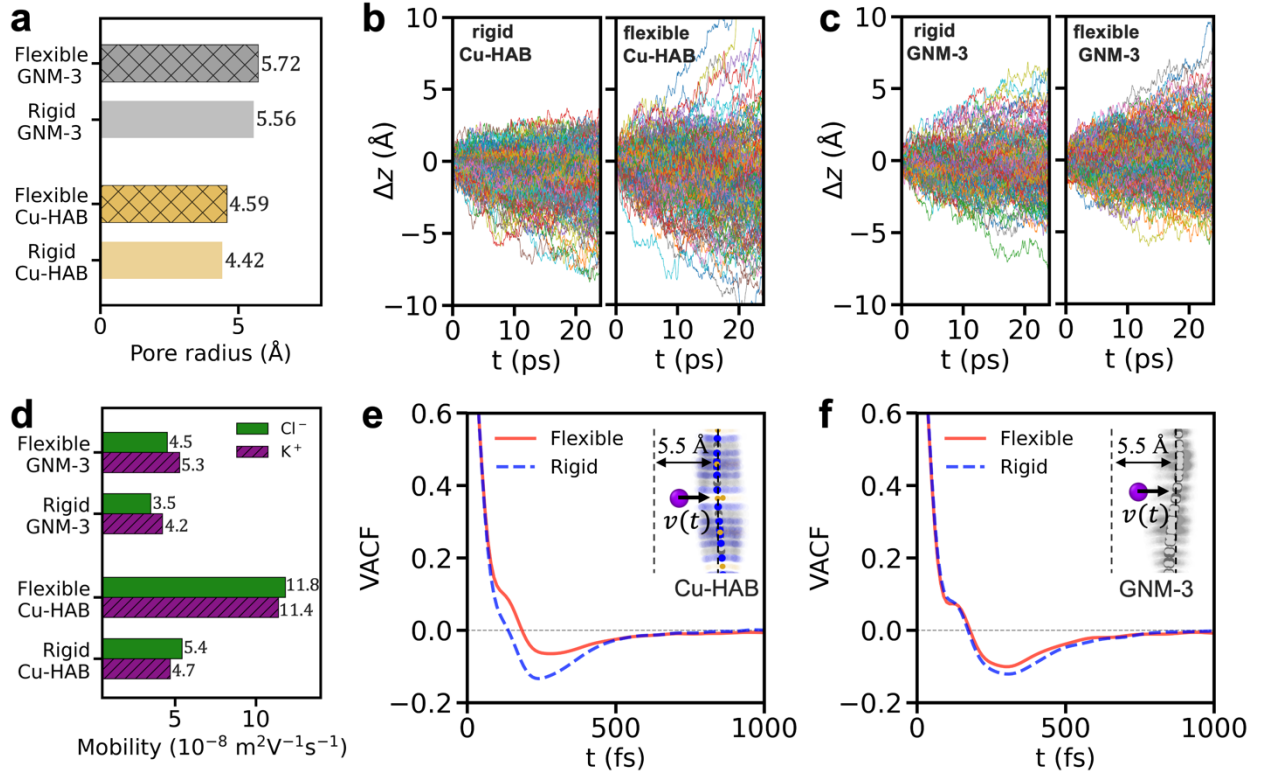 a
Flexible
GNM-3
5.72
Rigid
GNM-3
5.56
Flexible
Cu-HAB
4.59
Rigid
Cu-HAB
4.42
0
5
Pore radius (Å)
b
rigid
Cu-HAB
flexible
Cu-HAB
10
5
0
−5
−10
Δz (Å)
0
10
20
0
10
20
t (ps)
t (ps)
c
rigid
GNM-3
flexible
GNM-3
10
5
0
−5
−10
Δz (Å)
0
10
20
0
10
20
t (ps)
t (ps)
d
Cl⁻
K⁺
Flexible
GNM-3
4.5
5.3
Rigid
GNM-3
3.5
4.2
Flexible
Cu-HAB
11.8
11.4
Rigid
Cu-HAB
5.4
4.7
5
10
Mobility (10⁻⁸ m²V⁻¹s⁻¹)
e
0.6
0.4
0.2
0.0
−0.2
VACF
Flexible
Rigid
5.5 Å
v(t)
Cu-HAB
0
500
1000
t (fs)
f
0.6
0.4
0.2
0.0
−0.2
VACF
Flexible
Rigid
5.5 Å
v(t)
GNM-3
0
500
1000
t (fs)